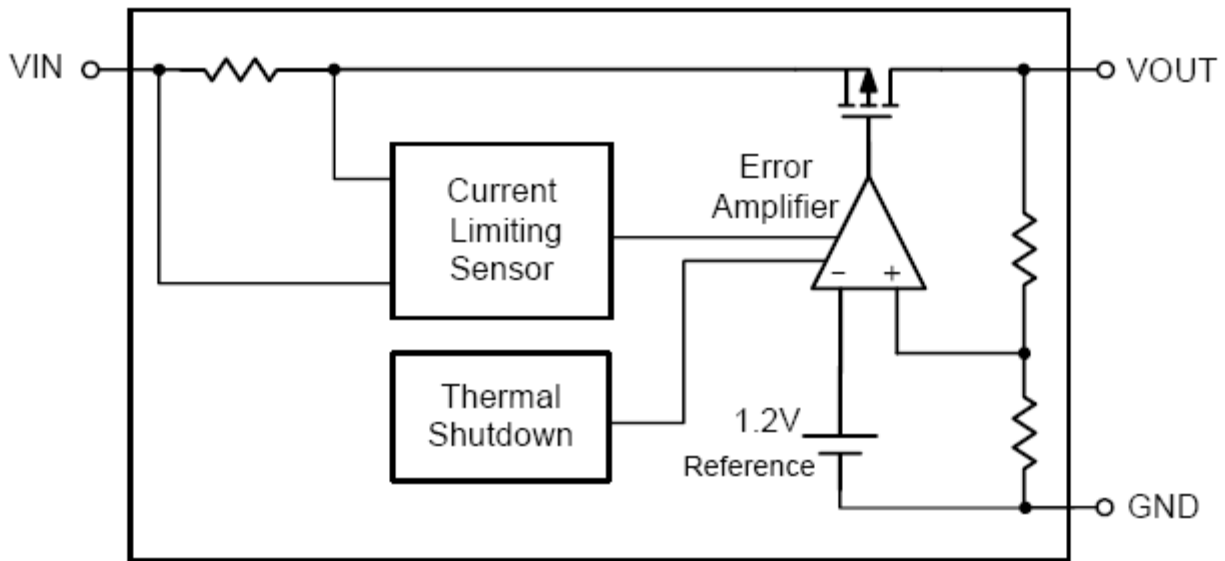 VIN
VOUT
Current
Limiting
Sensor
Error
Amplifier
- +
Thermal
Shutdown
1.2V
Reference
GND